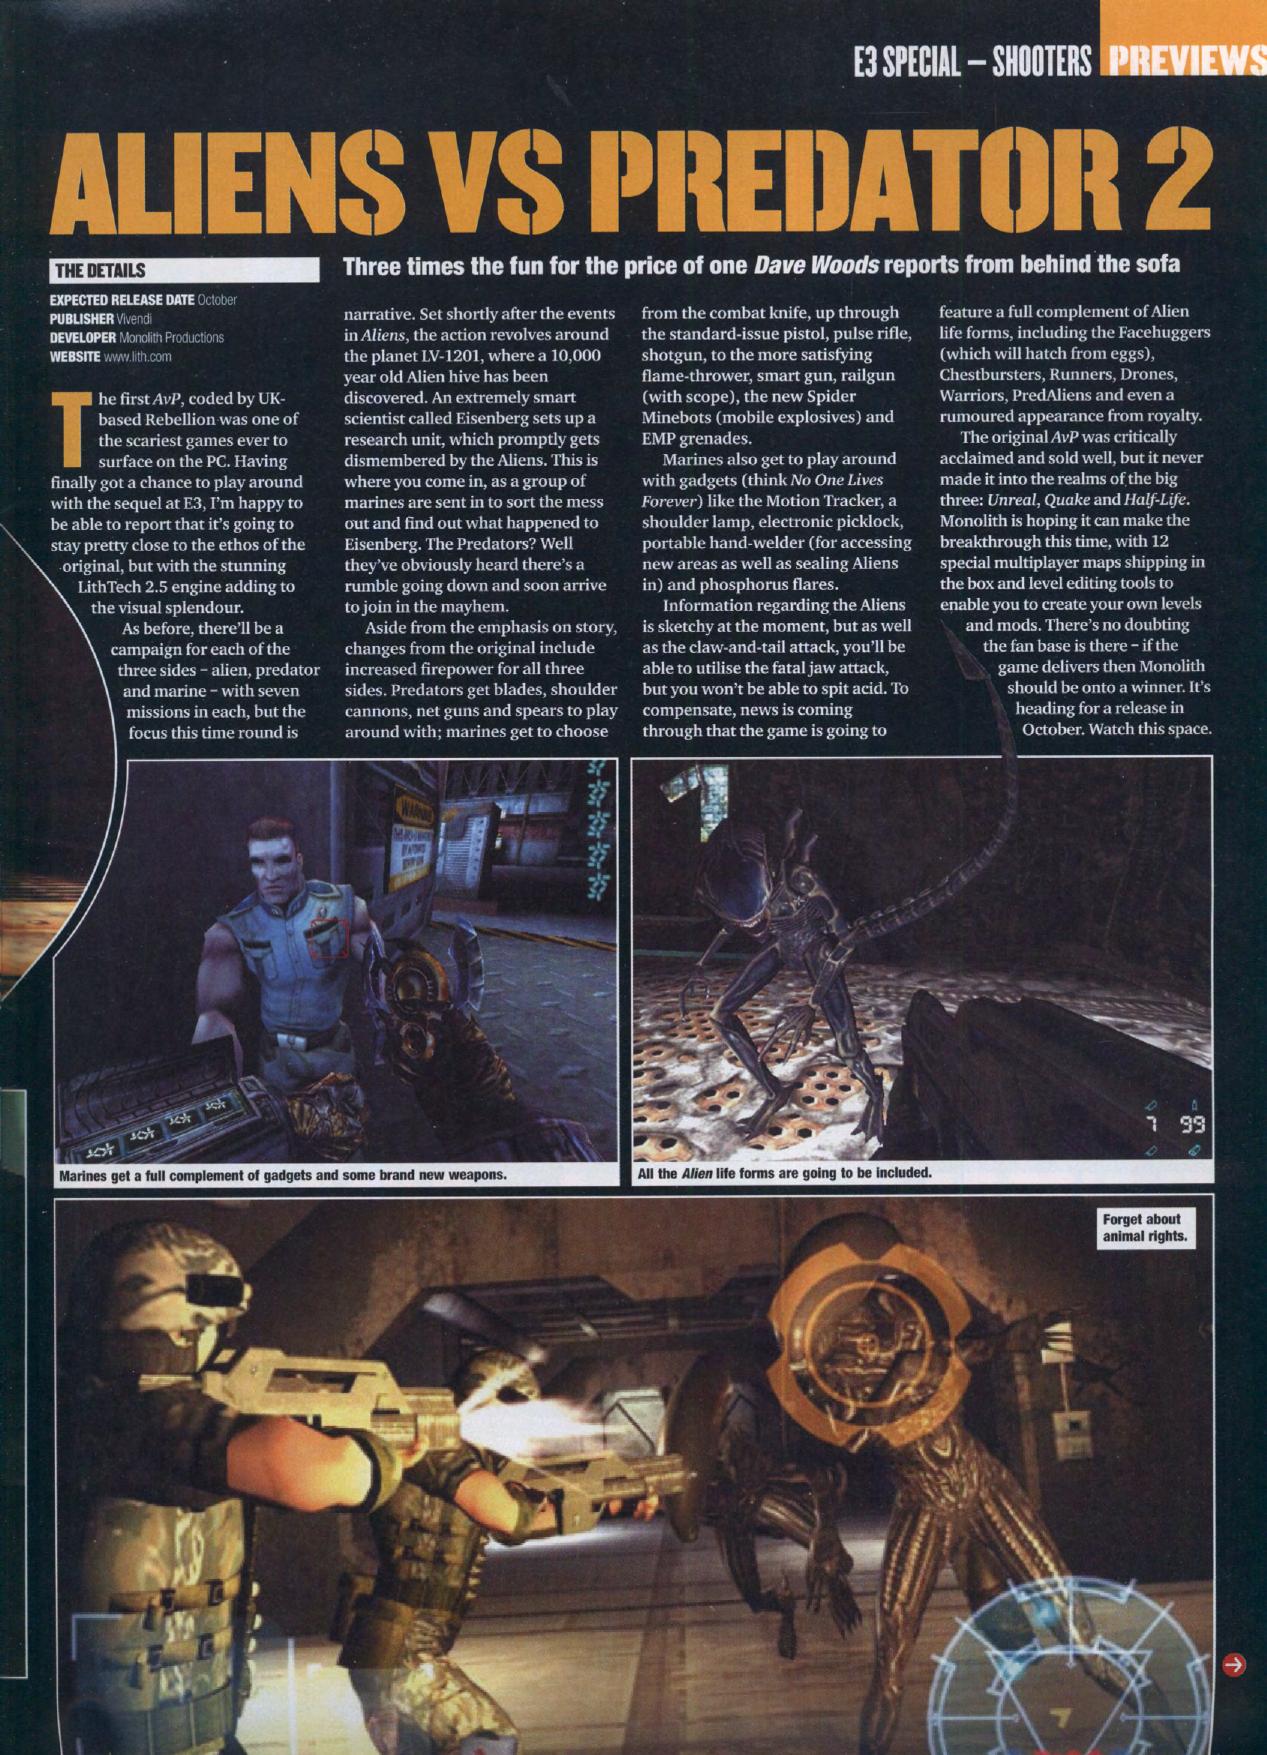 E3 SPECIAL – SHOOTERS PREVIEWS
ALIENS VS PREDATOR 2
THE DETAILS
EXPECTED RELEASE DATE October
PUBLISHER Vivendi
DEVELOPER Monolith Productions
WEBSITE www.lith.com
Three times the fun for the price of one Dave Woods reports from behind the sofa
The first AvP, coded by UK-
based Rebellion was one of
the scariest games ever to
surface on the PC. Having
finally got a chance to play around
with the sequel at E3, I'm happy to
be able to report that it's going to
stay pretty close to the ethos of the
original, but with the stunning
LithTech 2.5 engine adding to
the visual splendour.
As before, there'll be a
campaign for each of the
three sides – alien, predator
and marine – with seven
missions in each, but the
focus this time round is
narrative. Set shortly after the events
in Aliens, the action revolves around
the planet LV-1201, where a 10,000
year old Alien hive has been
discovered. An extremely smart
scientist called Eisenberg sets up a
research unit, which promptly gets
dismembered by the Aliens. This is
where you come in, as a group of
marines are sent in to sort the mess
out and find out what happened to
Eisenberg. The Predators? Well
they've obviously heard there's a
rumble going down and soon arrive
to join in the mayhem.
Aside from the emphasis on story,
changes from the original include
increased firepower for all three
sides. Predators get blades, shoulder
cannons, net guns and spears to play
around with; marines get to choose
from the combat knife, up through
the standard-issue pistol, pulse rifle,
shotgun, to the more satisfying
flame-thrower, smart gun, railgun
(with scope), the new Spider
Minebots (mobile explosives) and
EMP grenades.
Marines also get to play around
with gadgets (think No One Lives
Forever) like the Motion Tracker, a
shoulder lamp, electronic picklock,
portable hand-welder (for accessing
new areas as well as sealing Aliens
in) and phosphorus flares.
Information regarding the Aliens
is sketchy at the moment, but as well
as the claw-and-tail attack, you'll be
able to utilise the fatal jaw attack,
but you won't be able to spit acid. To
compensate, news is coming
through that the game is going to
feature a full complement of Alien
life forms, including the Facehuggers
(which will hatch from eggs),
Chestbursters, Runners, Drones,
Warriors, PredAliens and even a
rumoured appearance from royalty.
The original AvP was critically
acclaimed and sold well, but it never
made it into the realms of the big
three: Unreal, Quake and Half-Life.
Monolith is hoping it can make the
breakthrough this time, with 12
special multiplayer maps shipping in
the box and level editing tools to
enable you to create your own levels
and mods. There's no doubting
the fan base is there – if the
game delivers then Monolith
should be onto a winner. It's
heading for a release in
October. Watch this space.
WARNING
7 99
Marines get a full complement of gadgets and some brand new weapons.
All the Alien life forms are going to be included.
Forget about
animal rights.